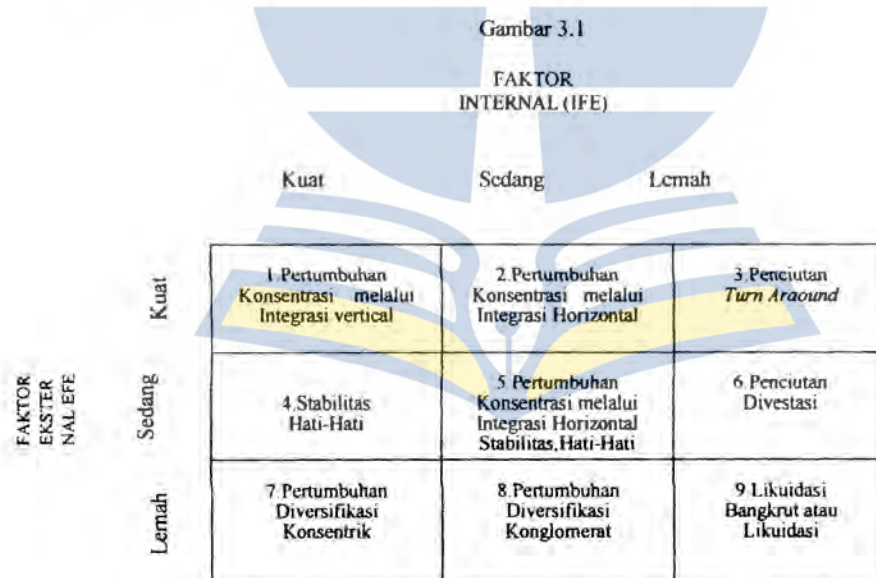 Gambar 3.1
FAKTOR
INTERNAL (IFE)
Kuat Sedang Lemah
FAKTOR
EKSTER
NAL EFE
Kuat
1.Pertumbuhan
Konsentrasi melalui
Integrasi vertical
2.Pertumbuhan
Konsentrasi melalui
Integrasi Horizontal
3.Penciutan
Turn Araound
Sedang
4.Stabilitas
Hati-Hati
5.Pertumbuhan
Konsentrasi melalui
Integrasi Horizontal
Stabilitas,Hati-Hati
6.Penciutan
Divestasi
Lemah
7.Pertumbuhan
Diversifikasi
Konsentrik
8.Pertumbuhan
Diversifikasi
Konglomerat
9.Likuidasi
Bangkrut atau
Likuidasi